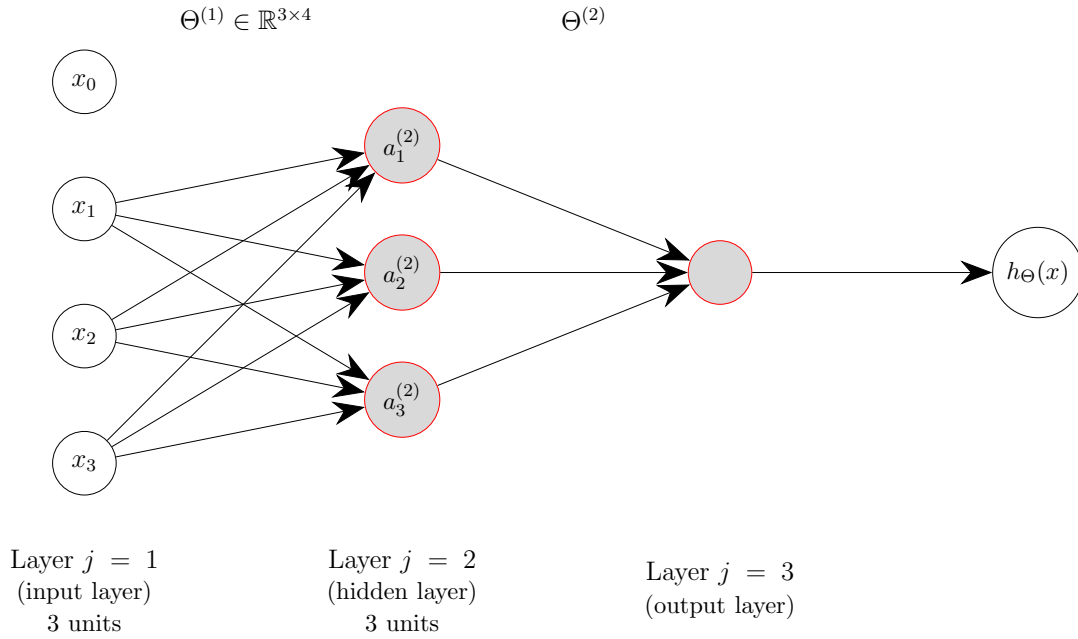 Θ^{(1)} ∈ ℝ^{3×4}
Θ^{(2)}
x_0
x_1
x_2
x_3
a_1^{(2)}
a_2^{(2)}
a_3^{(2)}
h_Θ(x)
Layer j = 1
(input layer)
3 units
Layer j = 2
(hidden layer)
3 units
Layer j = 3
(output layer)